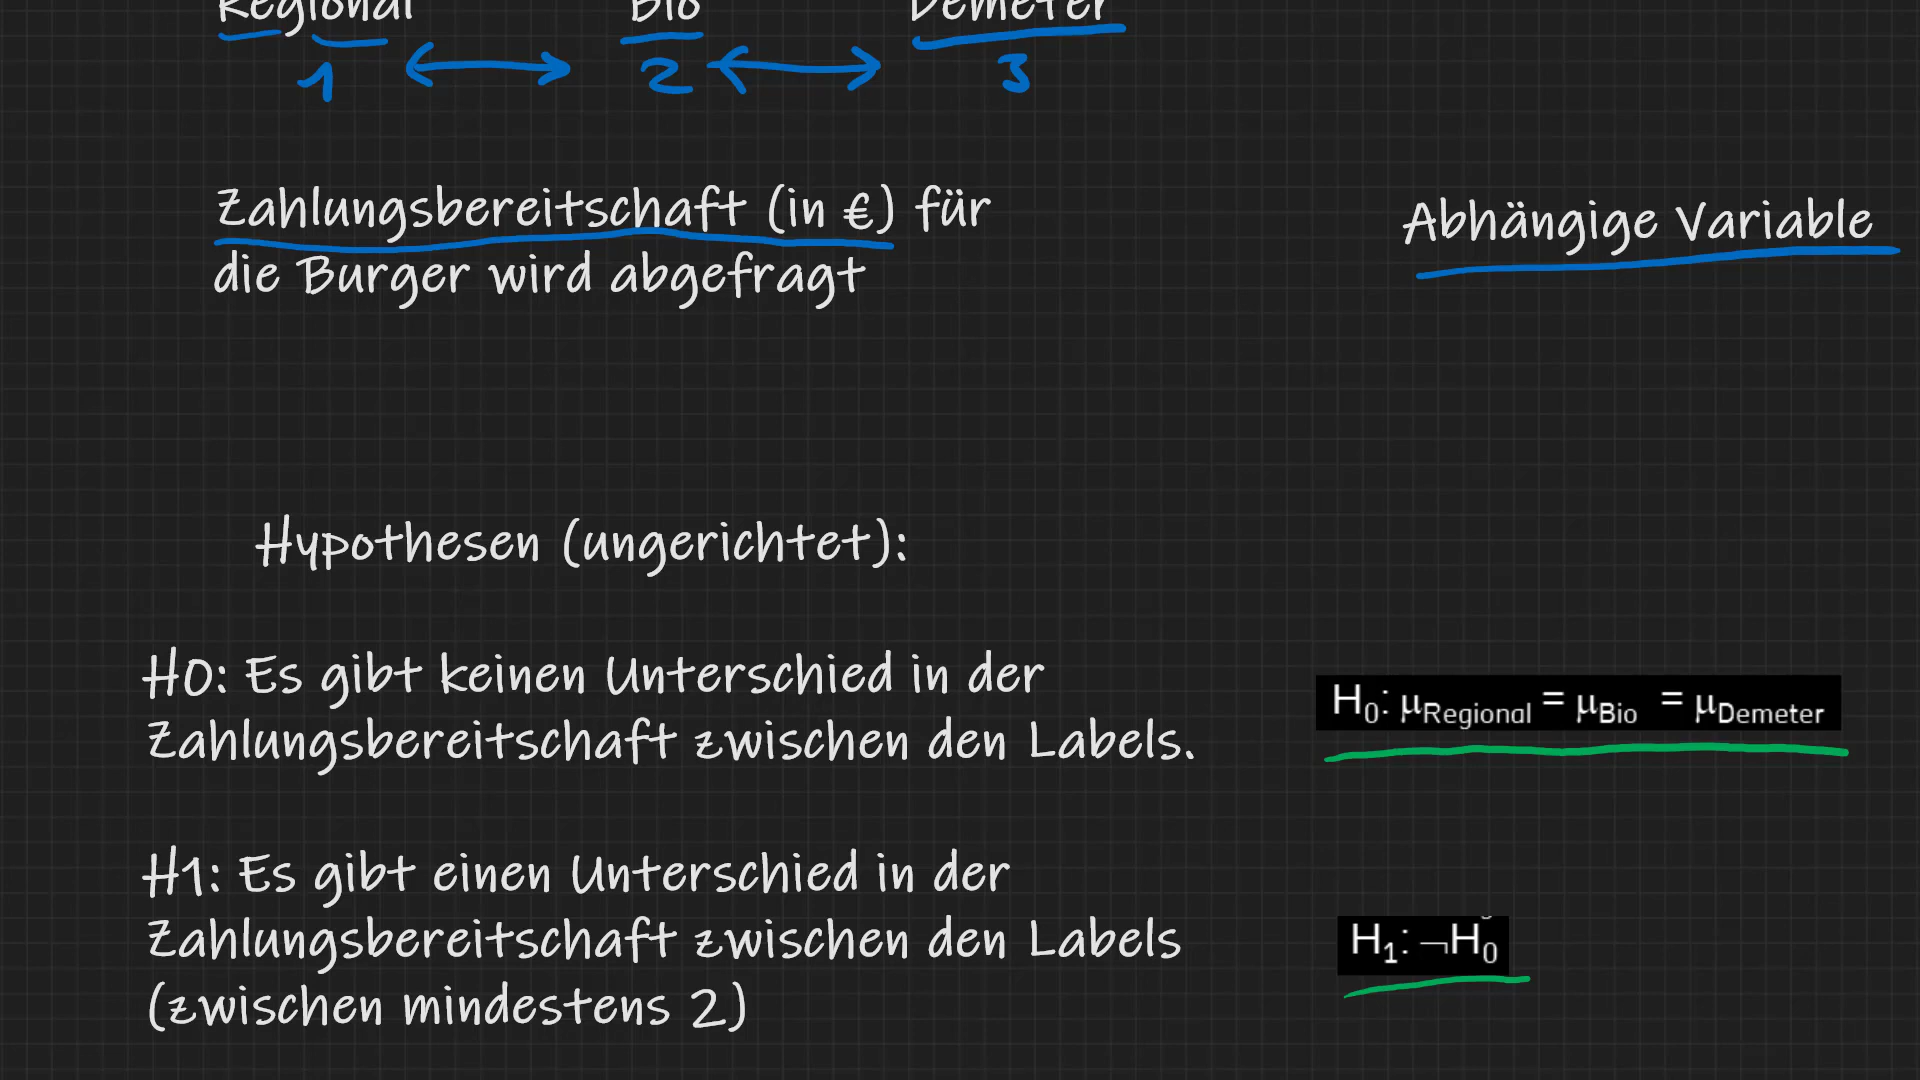 Regional Bio Demeter
1 2 3
Zahlungsbereitschaft (in €) für
die Burger wird abgefragt
Abhängige Variable
Hypothesen (ungerichtet):
H0: Es gibt keinen Unterschied in der
Zahlungsbereitschaft zwischen den Labels.
H₀: μRegional = μBio = μDemeter
H1: Es gibt einen Unterschied in der
Zahlungsbereitschaft zwischen den Labels
(zwischen mindestens 2)
H₁: ¬H₀